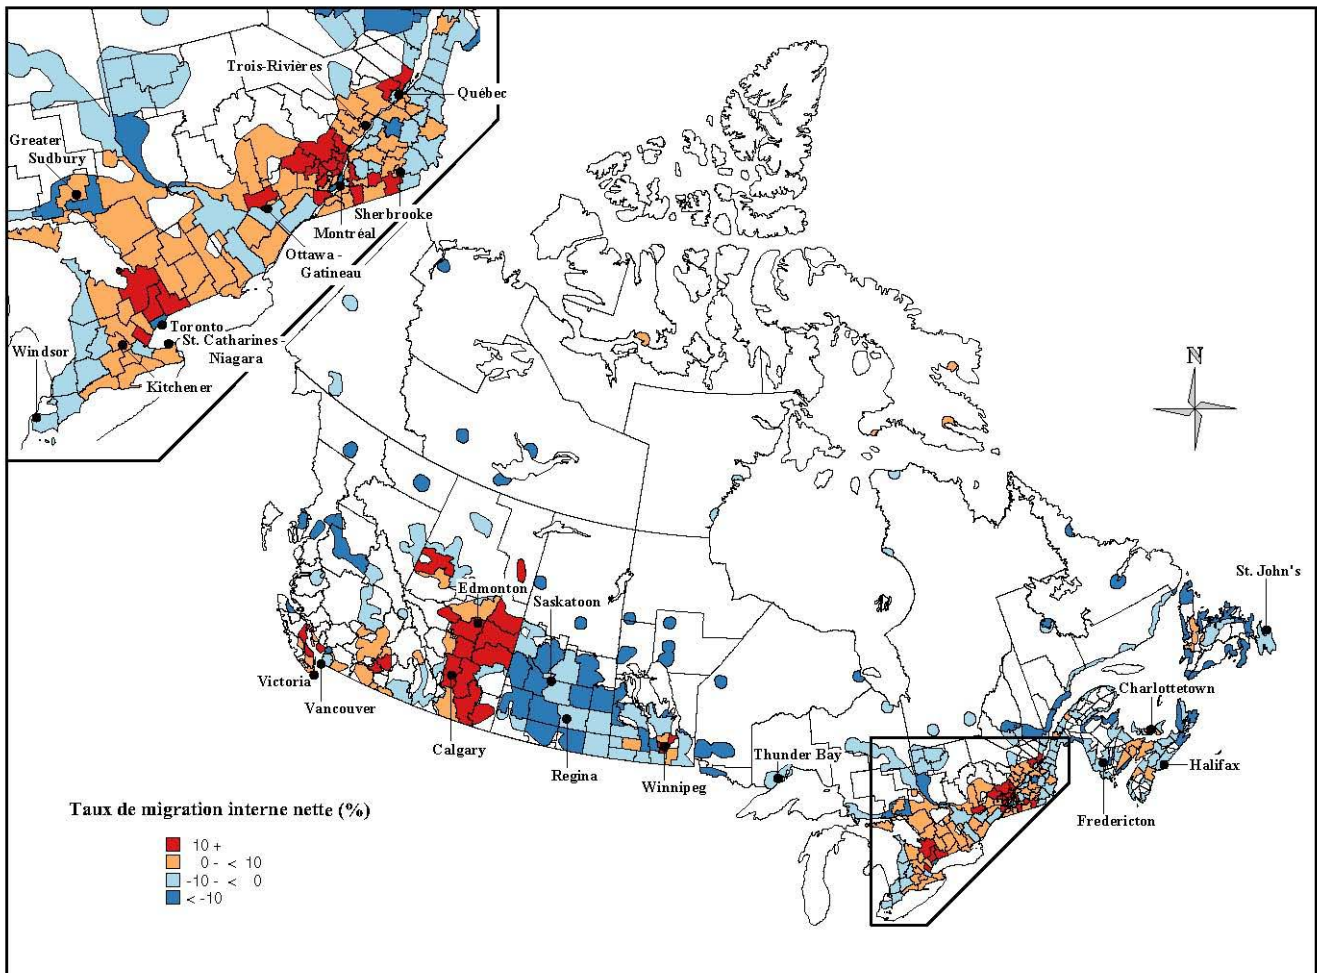 Trois-Rivières
Québec
Greater
Sudbury
Sherbrooke
Montréal
Ottawa -
Gatineau
Toronto
St. Catharines -
Niagara
Windsor
Kitchener
N
Edmonton
Saskatoon
St. John's
Victoria
Vancouver
Charlottetown
Calgary
Regina
Winnipeg
Thunder Bay
Halifax
Fredericton
Taux de migration interne nette (%)
10 +
0 - < 10
-10 - < 0
< -10